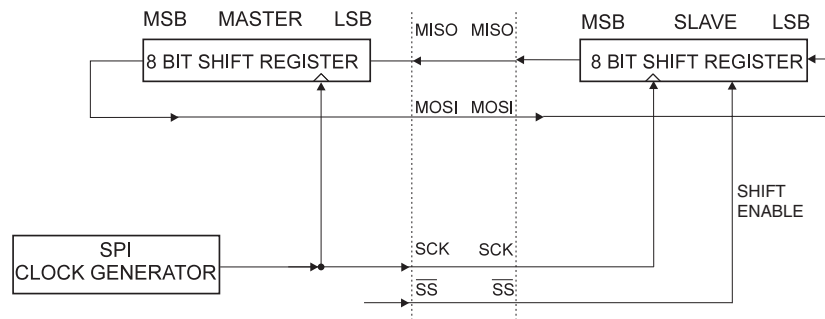 MSB MASTER LSB
MISO MISO
MSB SLAVE LSB
8 BIT SHIFT REGISTER
8 BIT SHIFT REGISTER
MOSI MOSI
SHIFT
ENABLE
SPI
CLOCK GENERATOR
SCK SCK
SS SS